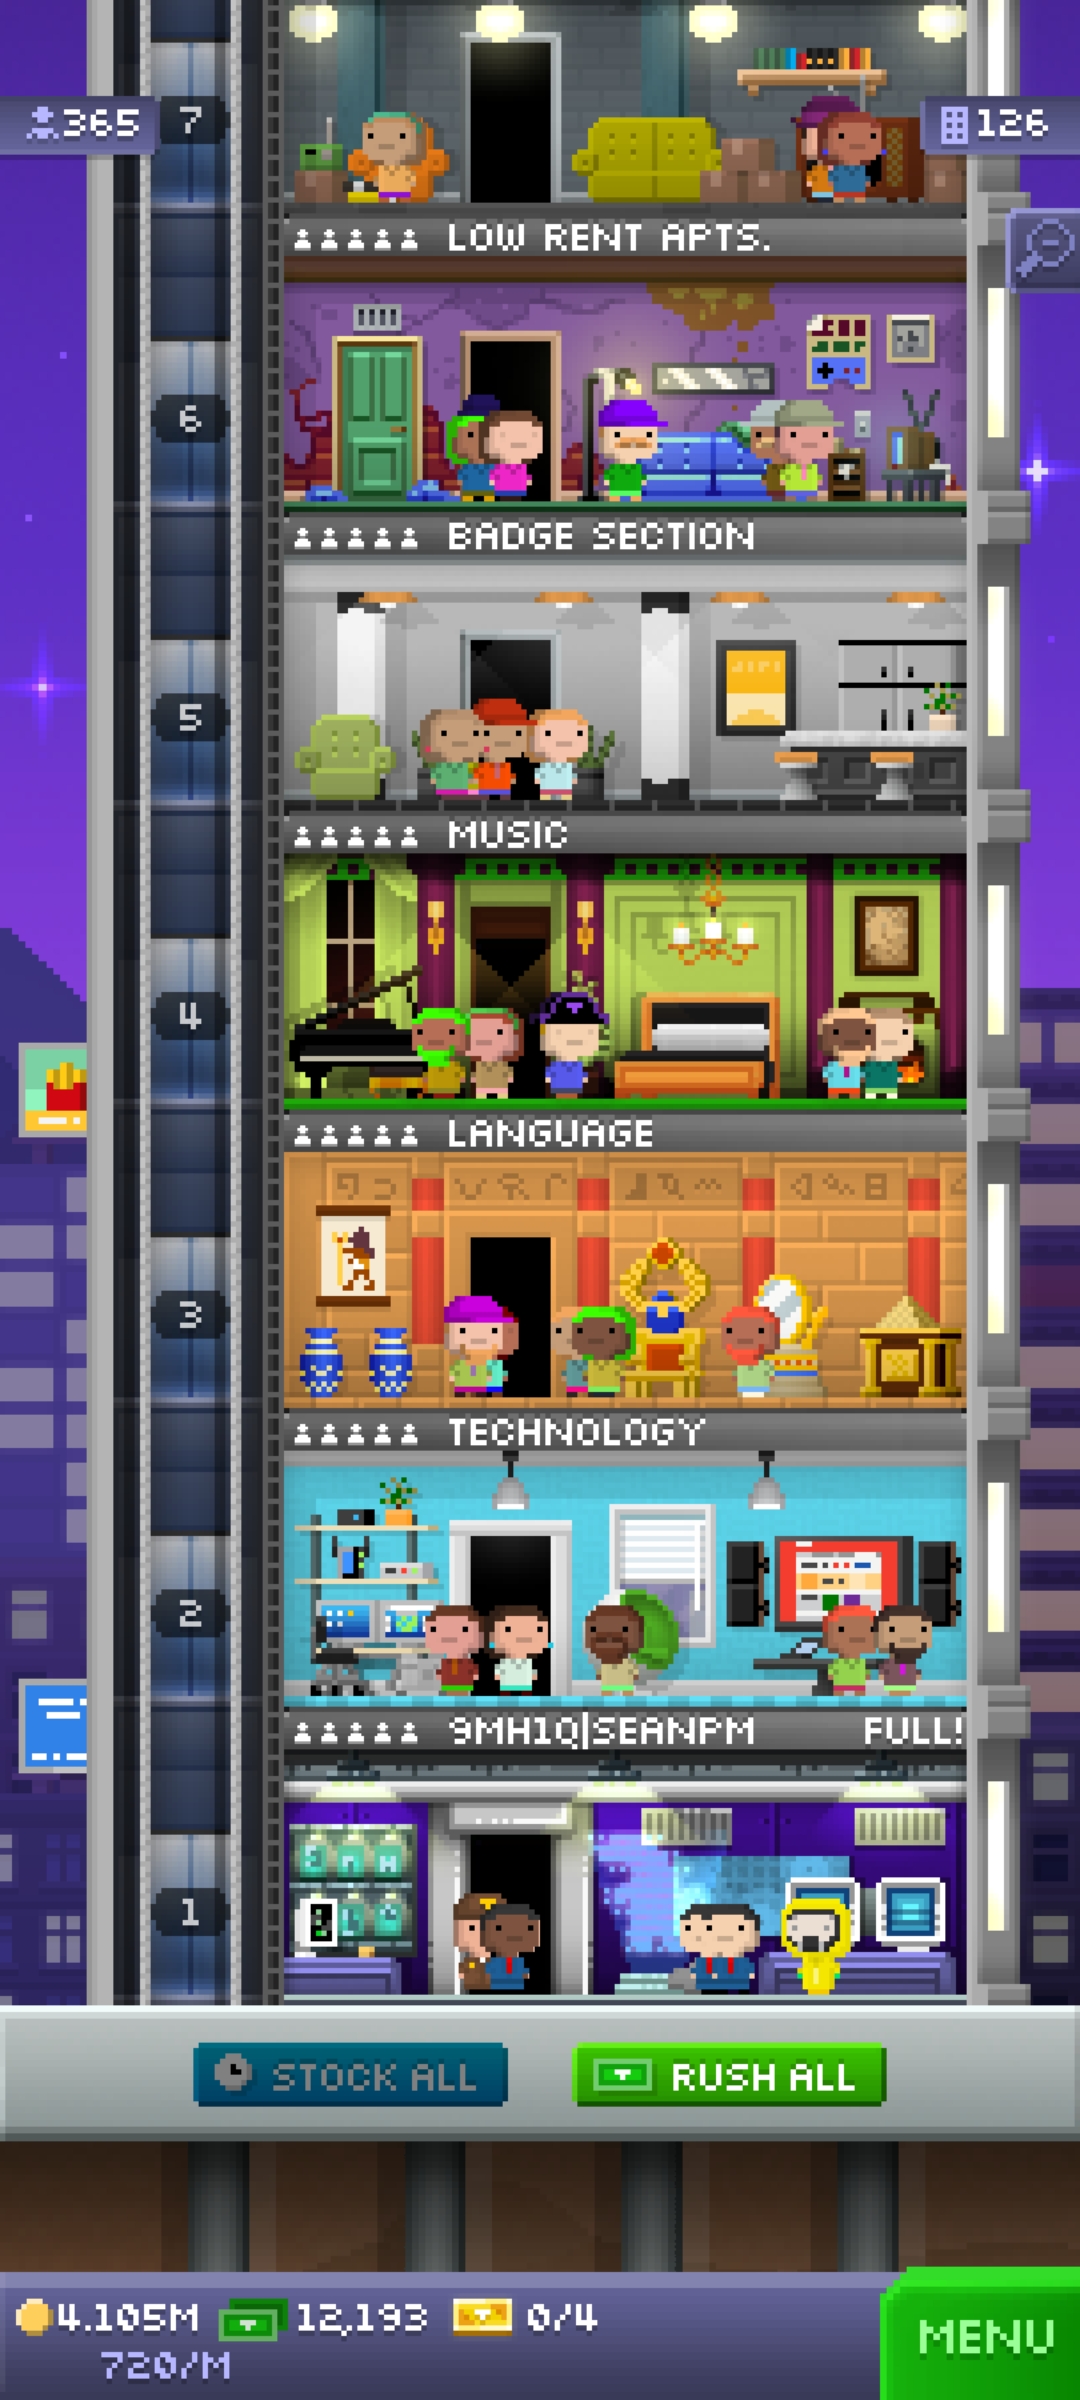 365
7
126
LOW RENT APTS.
6
BADGE SECTION
5
MUSIC
4
LANGUAGE
3
TECHNOLOGY
2
9MH1Q|SEANPM FULL!
1
STOCK ALL
RUSH ALL
4.105M 12,193 0/4
720/M
MENU